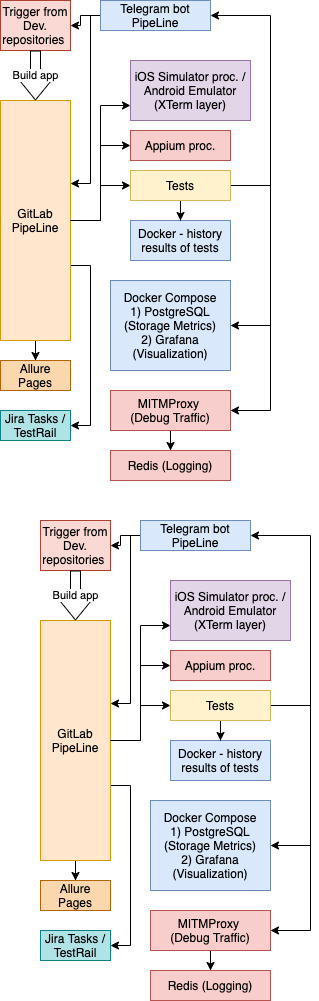 Trigger from
Dev.
repositories
Telegram bot
PipeLine
Build app
iOS Simulator proc. /
Android Emulator
(XTerm layer)
Appium proc.
Tests
GitLab
PipeLine
Docker - history
results of tests
Docker Compose
1) PostgreSQL
(Storage Metrics)
2) Grafana
(Visualization)
Allure
Pages
MITMProxy
(Debug Traffic)
Jira Tasks /
TestRail
Redis (Logging)
Trigger from
Dev.
repositories
Telegram bot
PipeLine
Build app
iOS Simulator proc. /
Android Emulator
(XTerm layer)
Appium proc.
Tests
GitLab
PipeLine
Docker - history
results of tests
Docker Compose
1) PostgreSQL
(Storage Metrics)
2) Grafana
(Visualization)
Allure
Pages
MITMProxy
(Debug Traffic)
Jira Tasks /
TestRail
Redis (Logging)